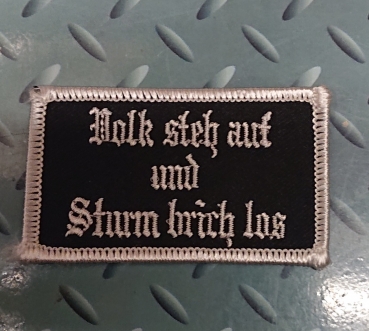 Volk steh auf
und
Sturm brich los